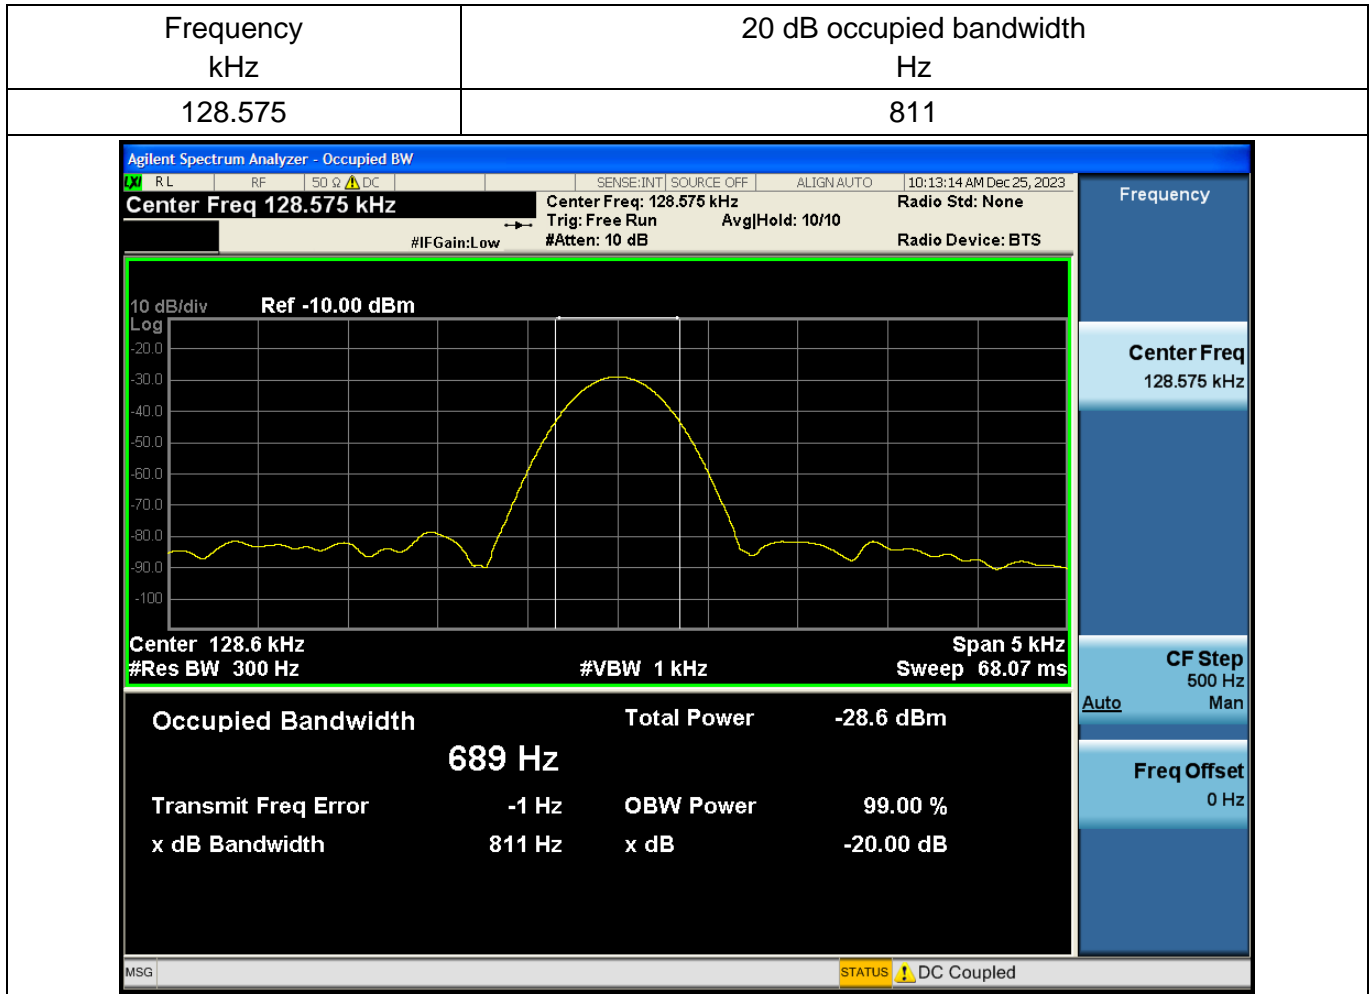 Frequency
kHz
20 dB occupied bandwidth
Hz
128.575
811
Agilent Spectrum Analyzer - Occupied BW
LXI RL RF 50 Ω DC SENSE:INT SOURCE OFF ALIGN AUTO 10:13:14 AM Dec 25, 2023
Center Freq 128.575 kHz
Center Freq: 128.575 kHz
Radio Std: None
Trig: Free Run Avg|Hold: 10/10
#IFGain:Low
#Atten: 10 dB
Radio Device: BTS
10 dB/div Ref -10.00 dBm
Log
-20.0
-30.0
-40.0
-50.0
-60.0
-70.0
-80.0
-90.0
-100
Center 128.6 kHz Span 5 kHz
#Res BW 300 Hz #VBW 1 kHz Sweep 68.07 ms
Occupied Bandwidth Total Power -28.6 dBm
689 Hz
Transmit Freq Error -1 Hz OBW Power 99.00 %
x dB Bandwidth 811 Hz x dB -20.00 dB
Frequency
Center Freq
128.575 kHz
CF Step
500 Hz
Auto Man
Freq Offset
0 Hz
MSG STATUS DC Coupled